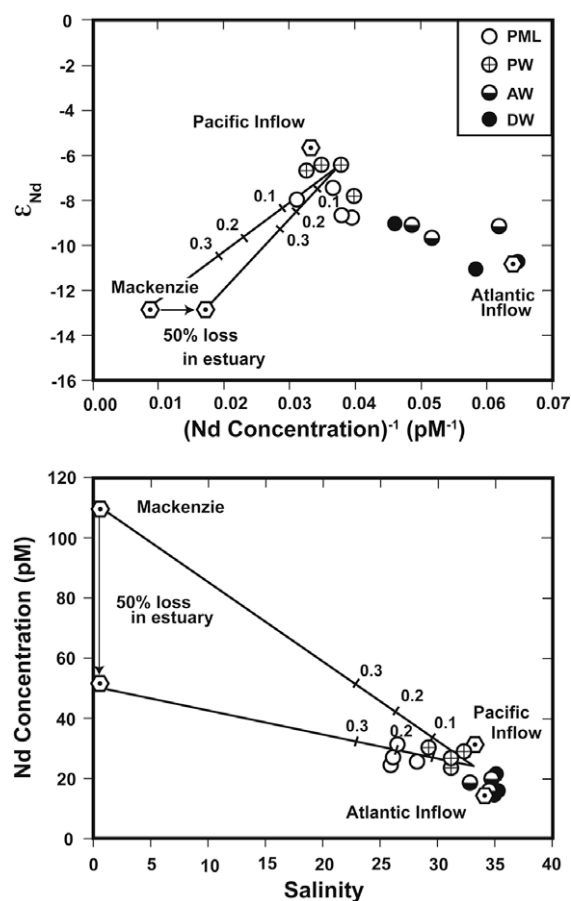 0
-2
-4
-6
-8
-10
-12
-14
-16
εNd
PML
PW
AW
DW
Pacific Inflow
0.1
0.2
0.3
0.1
0.2
0.3
Mackenzie
50% loss
in estuary
Atlantic
Inflow
0.00 0.01 0.02 0.03 0.04 0.05 0.06 0.07
(Nd Concentration)-1 (pM-1)
120
100
80
60
40
20
0
Nd Concentration (pM)
Mackenzie
50% loss
in estuary
0.3
0.2
0.1
0.3
0.2
Pacific
Inflow
Atlantic Inflow
0 5 10 15 20 25 30 35 40
Salinity